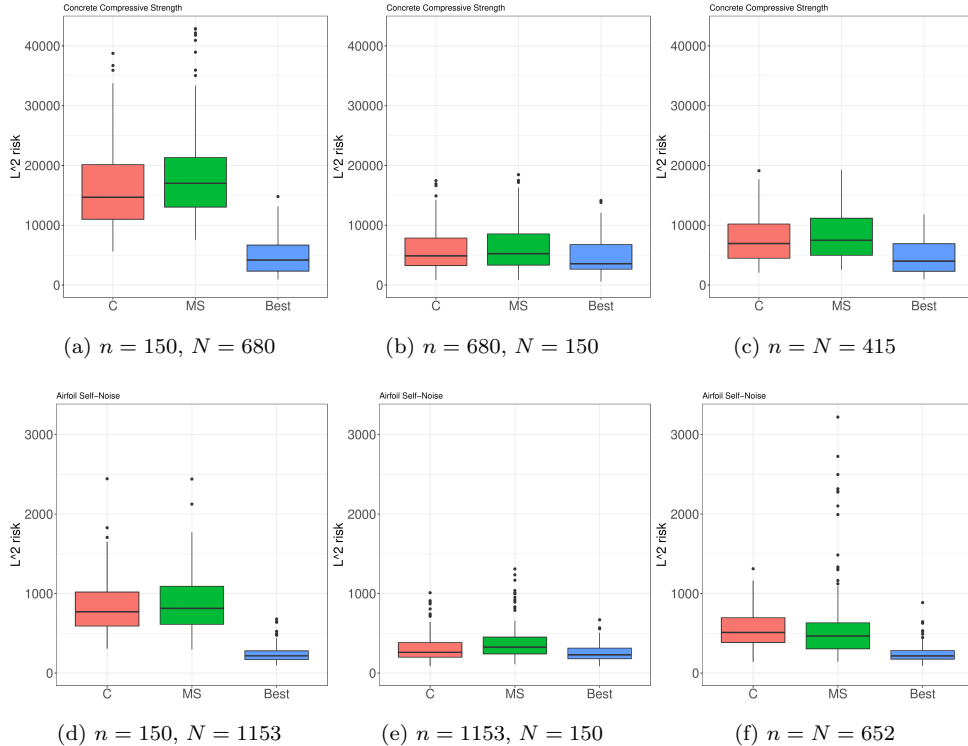 Concrete Compressive Strength
L^2 risk
40000
30000
20000
10000
0
C MS Best
(a) n = 150, N = 680
Concrete Compressive Strength
L^2 risk
40000
30000
20000
10000
0
C MS Best
(b) n = 680, N = 150
Concrete Compressive Strength
L^2 risk
40000
30000
20000
10000
0
C MS Best
(c) n = N = 415
Airfoil Self−Noise
L^2 risk
3000
2000
1000
0
C MS Best
(d) n = 150, N = 1153
Airfoil Self−Noise
L^2 risk
3000
2000
1000
0
C MS Best
(e) n = 1153, N = 150
Airfoil Self−Noise
L^2 risk
3000
2000
1000
0
C MS Best
(f) n = N = 652